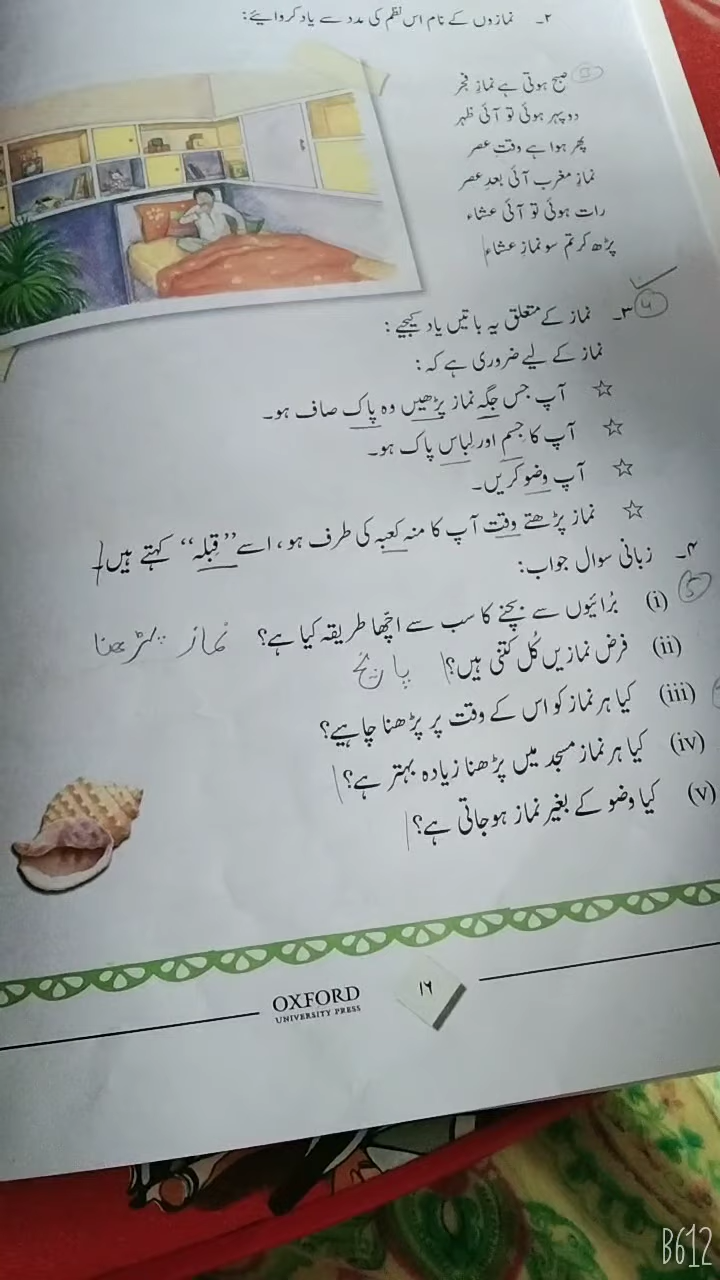 ۲۔ نمازوں کے نام اس نظم کی مدد سے یاد کروائیے:
صبح ہوتی ہے نمازِ فجر
دوپہر ہوئی تو آئی ظہر
پھر ہوا ہے وقتِ عصر
نمازِ مغرب آئی بعدِ عصر
رات ہوئی تو آئی عشاء
پڑھ کر تم سو نمازِ عشاء
۳۔ نماز کے متعلق یہ باتیں یاد کیجیے:
نماز کے لیے ضروری ہے کہ:
☆ آپ جس جگہ نماز پڑھیں وہ پاک صاف ہو۔
☆ آپ کا جسم اور لباس پاک ہو۔
☆ آپ وضو کریں۔
☆ نماز پڑھتے وقت آپ کا منہ کعبہ کی طرف ہو، اسے ”قِبلہ“ کہتے ہیں۔
۴۔ زبانی سوال جواب:
(i) بُرائیوں سے بچنے کا سب سے اچّھا طریقہ کیا ہے؟ نماز پڑھنا
(ii) فرض نمازیں کُل کتنی ہیں؟ پانچ
(iii) کیا ہر نماز کو اس کے وقت پر پڑھنا چاہیے؟
(iv) کیا ہر نماز مسجد میں پڑھنا زیادہ بہتر ہے؟
(v) کیا وضو کے بغیر نماز ہوجاتی ہے؟
OXFORD
UNIVERSITY PRESS
۱۶
B612